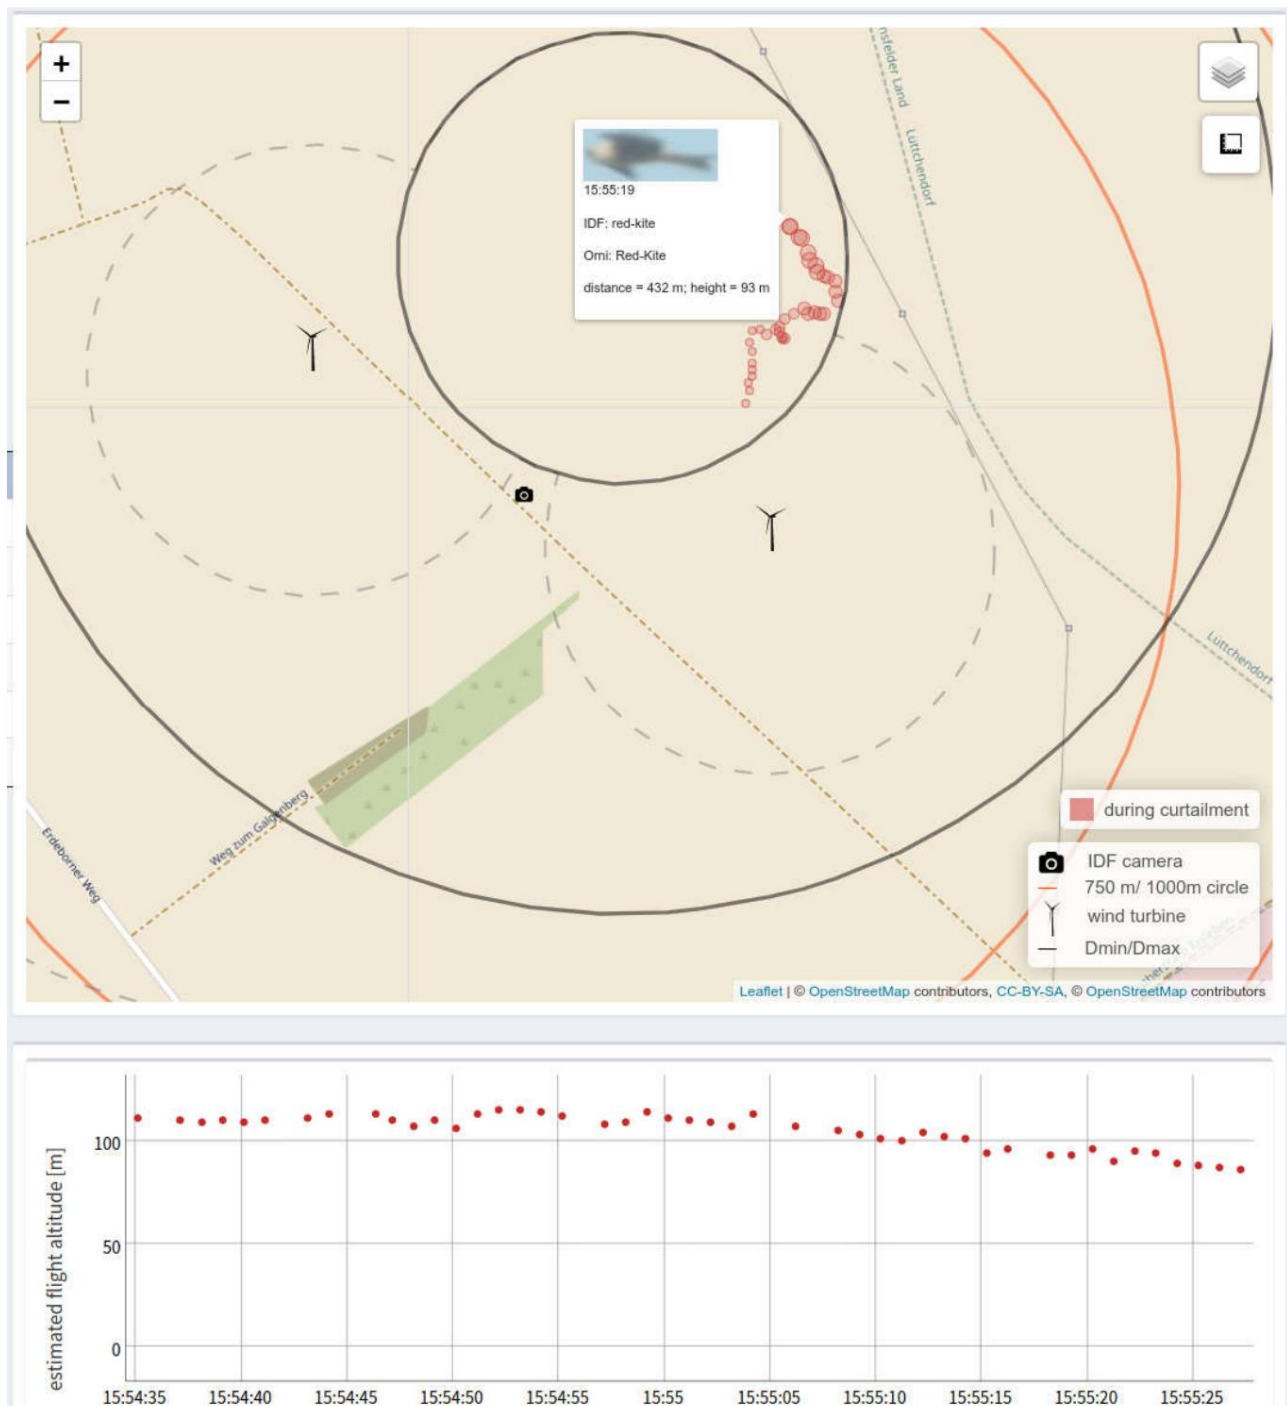 +
−
nsfelder Land
Lüttchendorf
15:55:19
IDF: red-kite
Orni: Red-Kite
distance = 432 m; height = 93 m
Lüttchendorf
Weg zum Galgenberg
Erdeborner Weg
during curtailment
IDF camera
750 m/ 1000m circle
wind turbine
Dmin/Dmax
Leaflet | © OpenStreetMap contributors, CC-BY-SA, © OpenStreetMap contributors
estimated flight altitude [m]
100
50
0
15:54:35 15:54:40 15:54:45 15:54:50 15:54:55 15:55 15:55:05 15:55:10 15:55:15 15:55:20 15:55:25